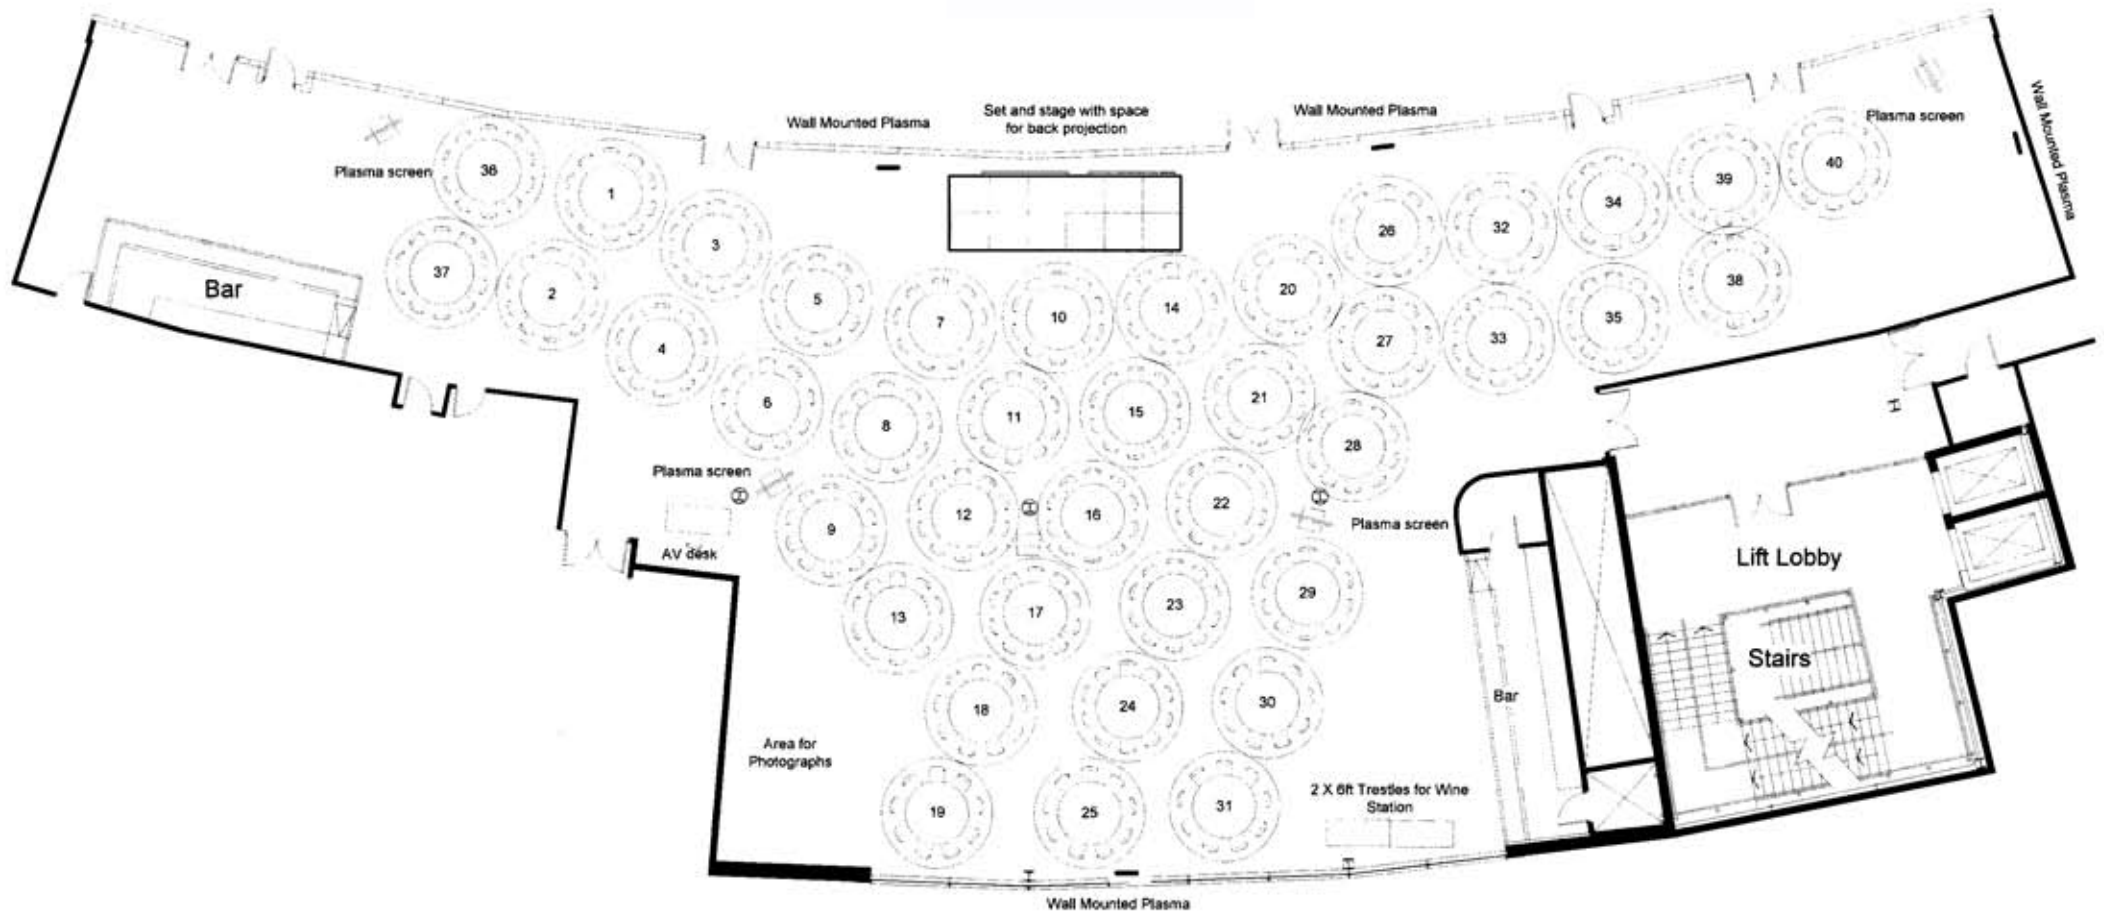 Wall Mounted Plasma
Set and stage with space
for back projection
Wall Mounted Plasma
Wall Mounted Plasma
Plasma screen
Plasma screen
36
1
3
37
2
4
5
6
7
8
9
10
11
12
13
14
15
16
17
18
19
20
21
22
23
24
25
26
27
28
29
30
31
32
33
34
35
38
39
40
Bar
Plasma screen
AV desk
Plasma screen
Lift Lobby
Stairs
Bar
Area for
Photographs
2 X 6ft Trestles for Wine
Station
Wall Mounted Plasma